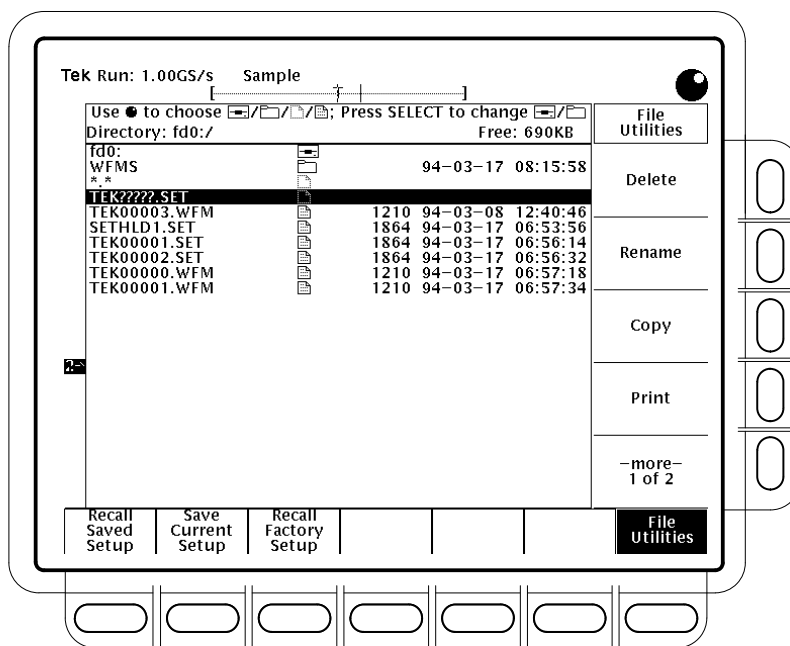 Tek Run: 1.00GS/s Sample
Use to choose / / / ; Press SELECT to change /
Directory: fd0:/ Free: 690KB
fd0:
WFMS 94-03-17 08:15:58
*.*
TEK?????.SET
TEK00003.WFM 1210 94-03-08 12:40:46
SETHLD1.SET 1864 94-03-17 06:53:56
TEK00001.SET 1864 94-03-17 06:56:14
TEK00002.SET 1864 94-03-17 06:56:32
TEK00000.WFM 1210 94-03-17 06:57:18
TEK00001.WFM 1210 94-03-17 06:57:34
File
Utilities
Delete
Rename
Copy
Print
-more-
1 of 2
Recall
Saved
Setup
Save
Current
Setup
Recall
Factory
Setup
File
Utilities